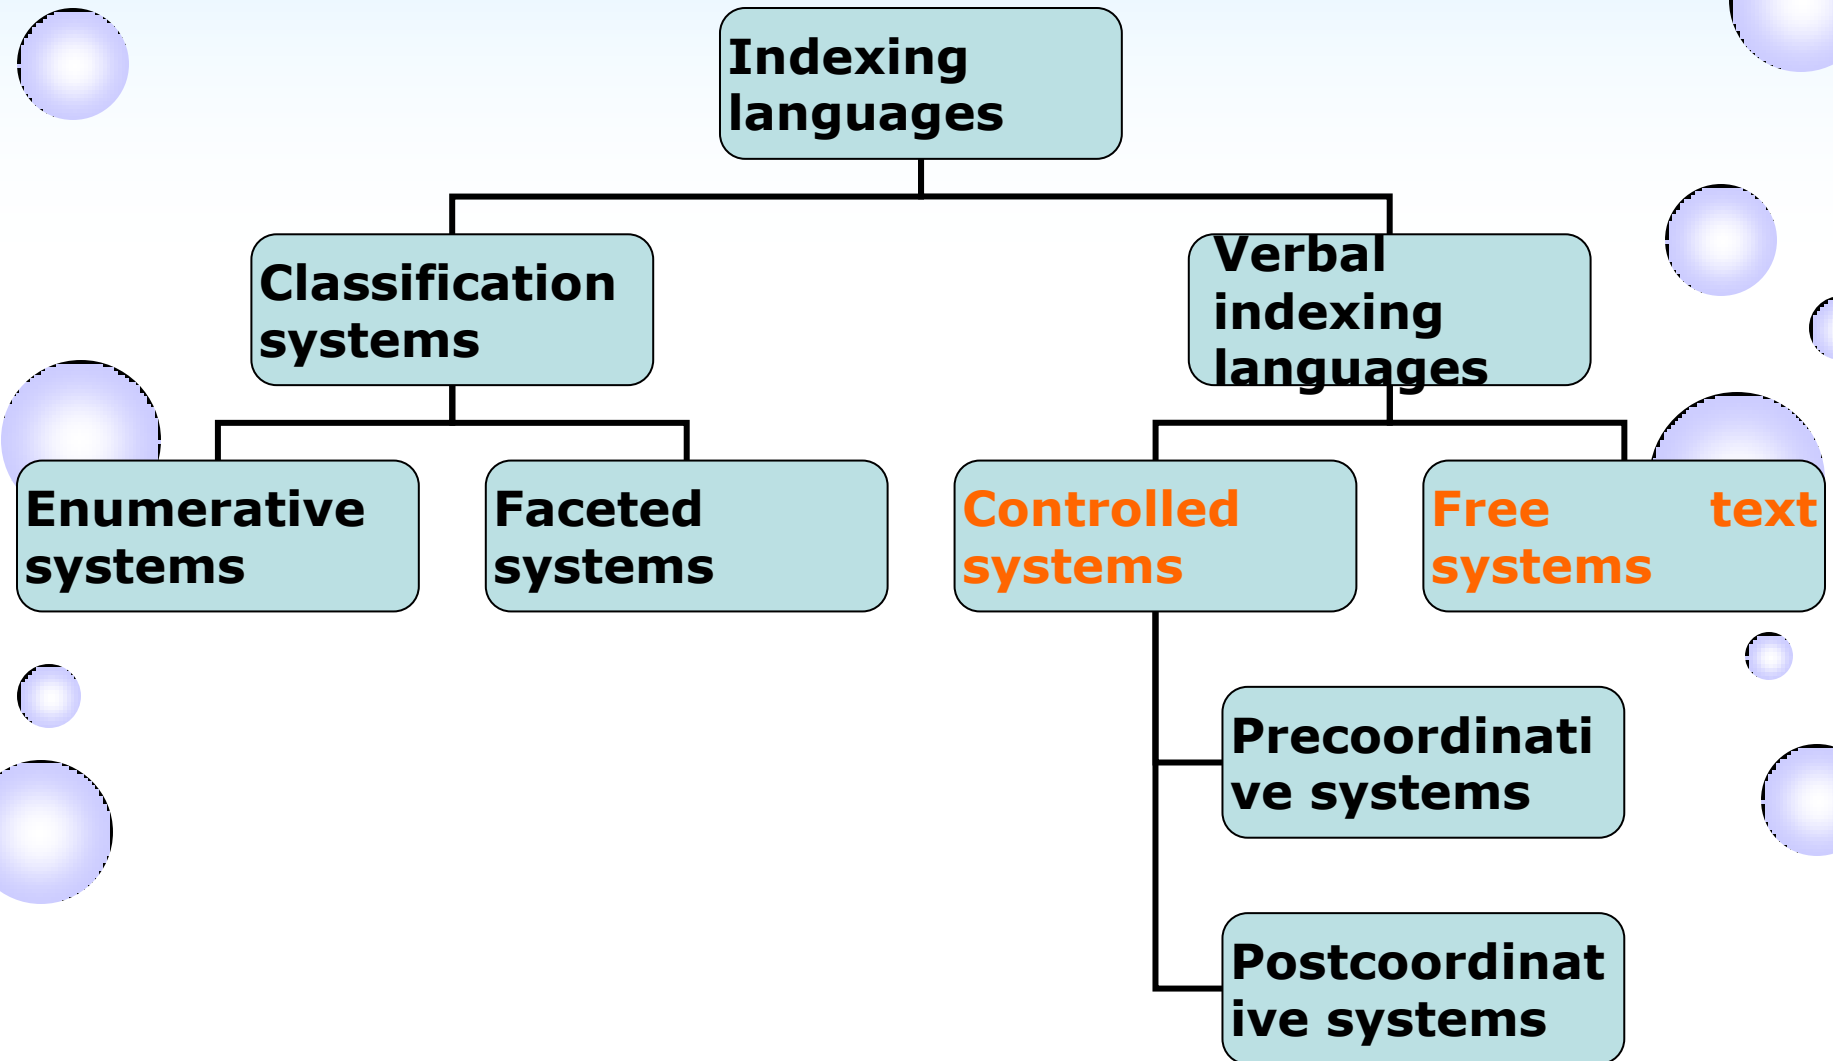 Indexing
languages
Classification
systems
Verbal
indexing
languages
Enumerative
systems
Faceted
systems
Controlled
systems
Free text
systems
Precoordinati
ve systems
Postcoordinat
ive systems